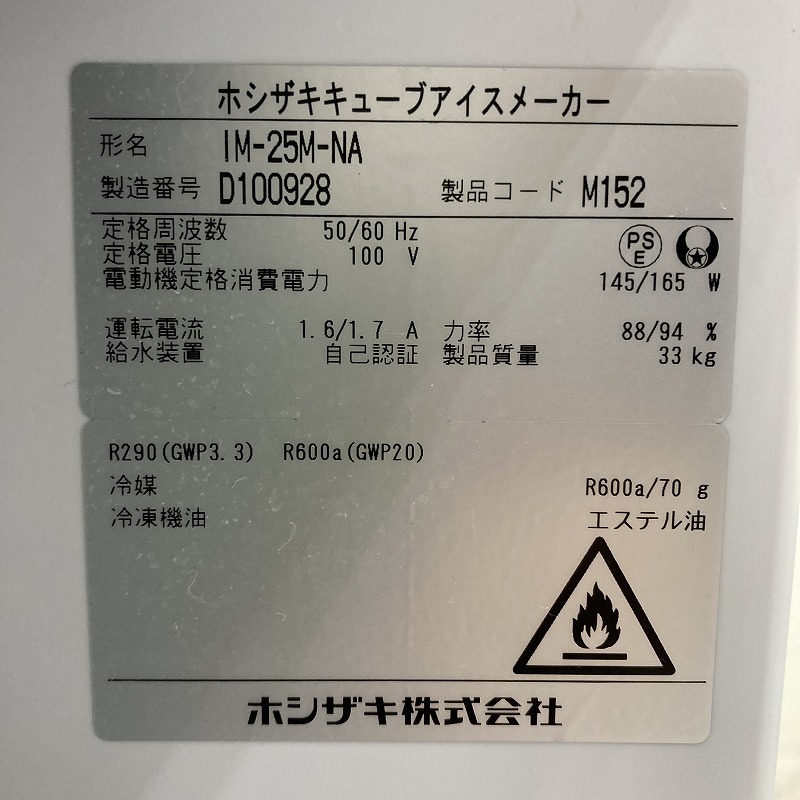 ホシザキキューブアイスメーカー
形名 IM-25M-NA
製造番号 D100928 製品コード M152
定格周波数 50/60 Hz
定格電圧 100 V
PS
E
電動機定格消費電力 145/165 W
運転電流 1.6/1.7 A 力率 88/94 %
給水装置 自己認証 製品質量 33 kg
R290(GWP3.3) R600a(GWP20)
冷媒 R600a/70 g
冷凍機油 エステル油
ホシザキ株式会社